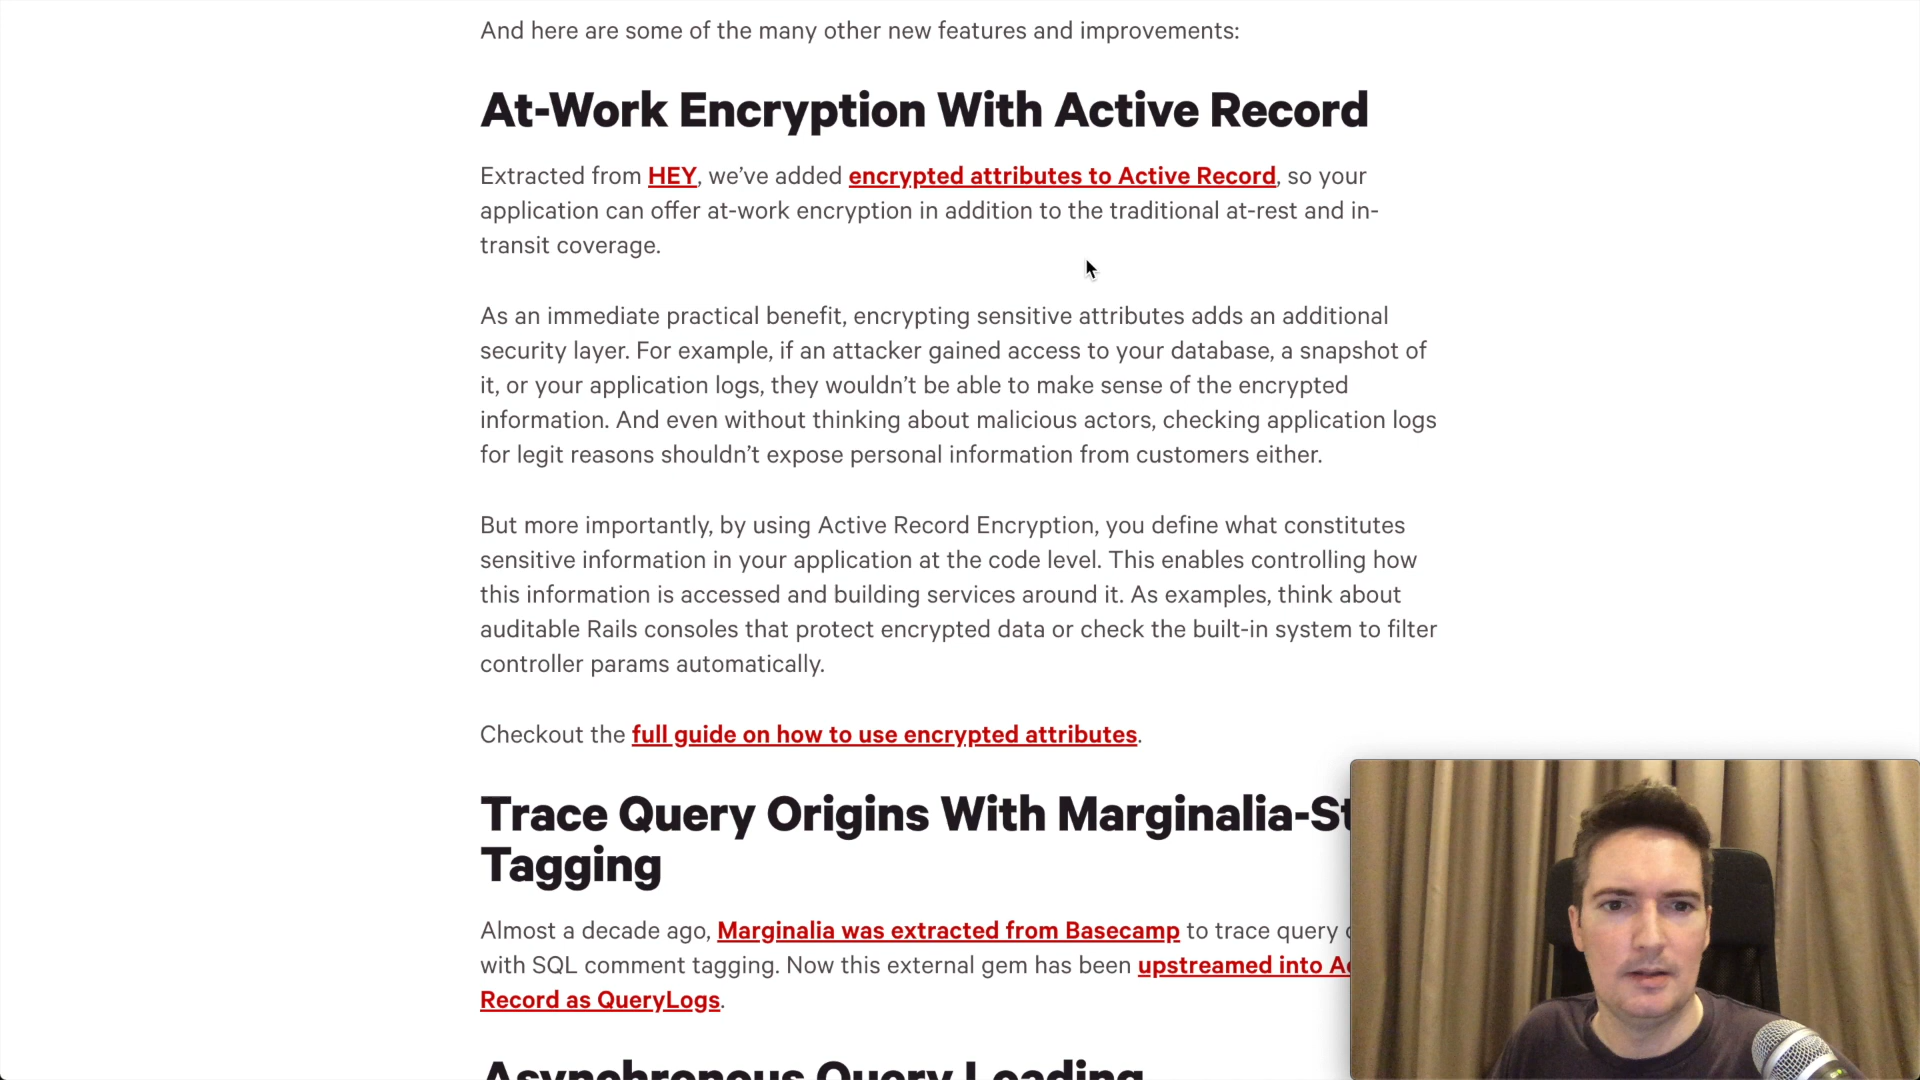 And here are some of the many other new features and improvements:
At-Work Encryption With Active Record
Extracted from HEY, we’ve added encrypted attributes to Active Record, so your
application can offer at-work encryption in addition to the traditional at-rest and in-
transit coverage.
As an immediate practical benefit, encrypting sensitive attributes adds an additional
security layer. For example, if an attacker gained access to your database, a snapshot of
it, or your application logs, they wouldn’t be able to make sense of the encrypted
information. And even without thinking about malicious actors, checking application logs
for legit reasons shouldn’t expose personal information from customers either.
But more importantly, by using Active Record Encryption, you define what constitutes
sensitive information in your application at the code level. This enables controlling how
this information is accessed and building services around it. As examples, think about
auditable Rails consoles that protect encrypted data or check the built-in system to filter
controller params automatically.
Checkout the full guide on how to use encrypted attributes.
Trace Query Origins With Marginalia-
Tagging
Almost a decade ago, Marginalia was extracted from Basecamp to trace query
with SQL comment tagging. Now this external gem has been upstreamed into
Record as QueryLogs.
Asynchronous Query Loading